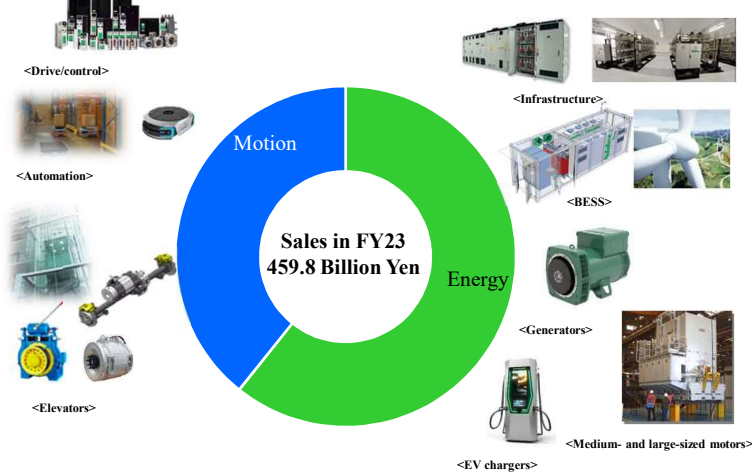 <Drive/control>
<Automation>
<Elevators>
Motion
Sales in FY23
459.8 Billion Yen
Energy
<Infrastructure>
<BESS>
<Generators>
<Medium- and large-sized motors>
<EV chargers>